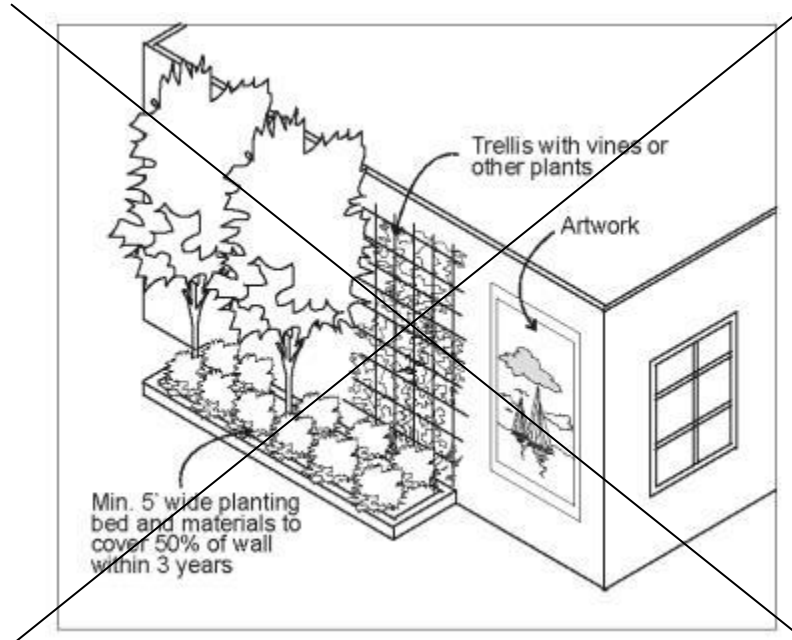 Trellis with vines or
other plants
Artwork
Min. 5' wide planting
bed and materials to
cover 50% of wall
within 3 years